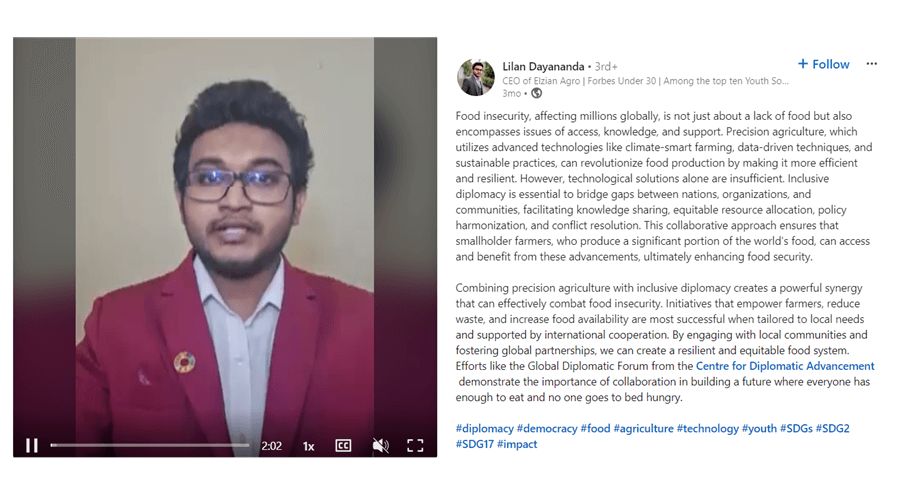 Lilan Dayananda • 3rd+
+ Follow
...
CEO of Elzian Agro | Forbes Under 30 | Among the top ten Youth So...
3mo •
Food insecurity, affecting millions globally, is not just about a lack of food but also
encompasses issues of access, knowledge, and support. Precision agriculture, which
utilizes advanced technologies like climate-smart farming, data-driven techniques, and
sustainable practices, can revolutionize food production by making it more efficient
and resilient. However, technological solutions alone are insufficient. Inclusive
diplomacy is essential to bridge gaps between nations, organizations, and
communities, facilitating knowledge sharing, equitable resource allocation, policy
harmonization, and conflict resolution. This collaborative approach ensures that
smallholder farmers, who produce a significant portion of the world's food, can access
and benefit from these advancements, ultimately enhancing food security.
Combining precision agriculture with inclusive diplomacy creates a powerful synergy
that can effectively combat food insecurity. Initiatives that empower farmers, reduce
waste, and increase food availability are most successful when tailored to local needs
and supported by international cooperation. By engaging with local communities and
fostering global partnerships, we can create a resilient and equitable food system.
Efforts like the Global Diplomatic Forum from the Centre for Diplomatic Advancement
demonstrate the importance of collaboration in building a future where everyone has
enough to eat and no one goes to bed hungry.
#diplomacy #democracy #food #agriculture #technology #youth #SDGs #SDG2
#SDG17 #impact
2:02 1x CC